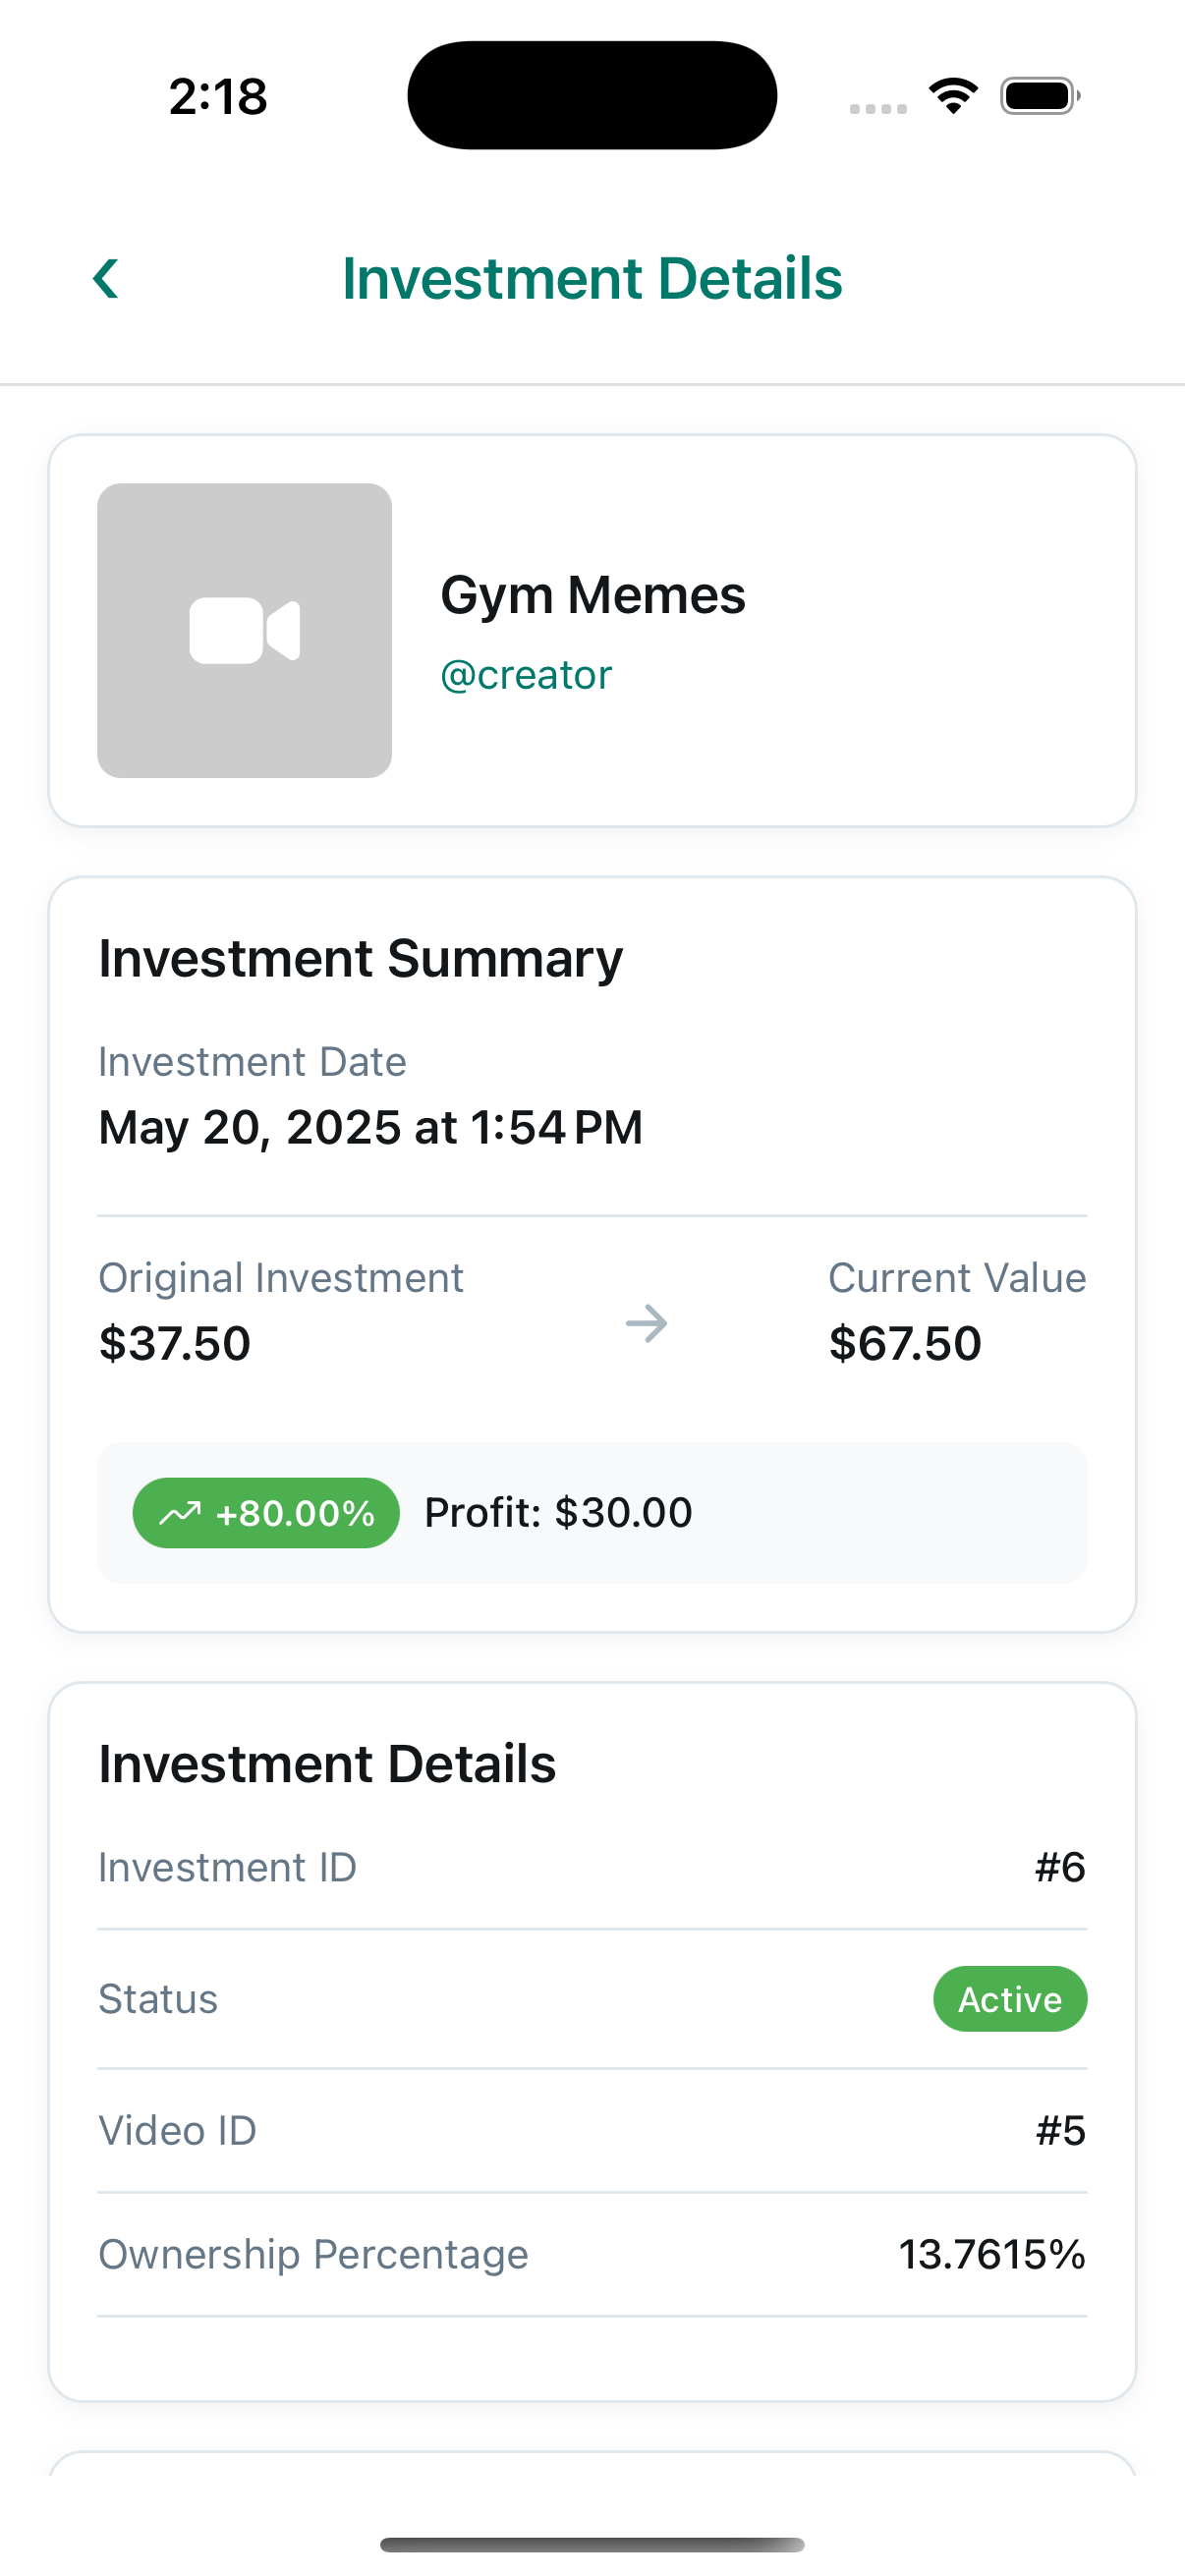 2:18
Investment Details
Gym Memes
@creator
Investment Summary
Investment Date
May 20, 2025 at 1:54 PM
Original Investment
Current Value
$37.50
$67.50
+80.00% Profit: $30.00
Investment Details
Investment ID #6
Status Active
Video ID #5
Ownership Percentage 13.7615%